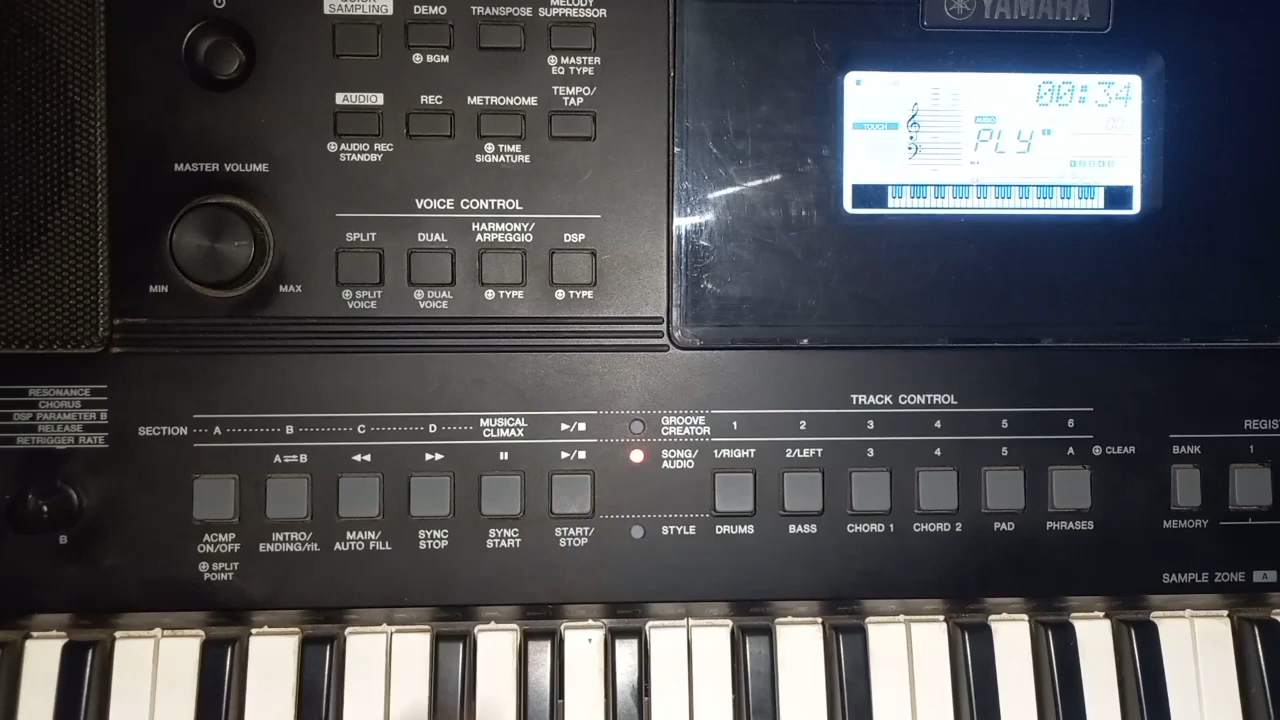 SAMPLING
DEMO
TRANSPOSE
MELODY
SUPPRESSOR
YAMAHA
BGM
MASTER
EQ TYPE
AUDIO
REC
METRONOME
TEMPO/
TAP
AUDIO REC
STANDBY
TIME
SIGNATURE
00:34
TOUCH
AUDIO
PLY
MASTER VOLUME
MIN
MAX
VOICE CONTROL
SPLIT
DUAL
HARMONY/
ARPEGGIO
DSP
SPLIT
VOICE
DUAL
VOICE
TYPE
TYPE
RESONANCE
CHORUS
DSP PARAMETER B
RELEASE
RETRIGGER RATE
B
TRACK CONTROL
SECTION A B C D MUSICAL
CLIMAX
▶/■
GROOVE
CREATOR
1 2 3 4 5 6
A⇄B ◀◀ ▶▶ ❚❚ ▶/■
SONG/
AUDIO
1/RIGHT 2/LEFT 3 4 5 A CLEAR
ACMP
ON/OFF
SPLIT
POINT
INTRO/
ENDING/rit.
MAIN/
AUTO FILL
SYNC
STOP
SYNC
START
START/
STOP
STYLE
DRUMS BASS CHORD 1 CHORD 2 PAD PHRASES
REGIS
BANK 1
MEMORY
SAMPLE ZONE A